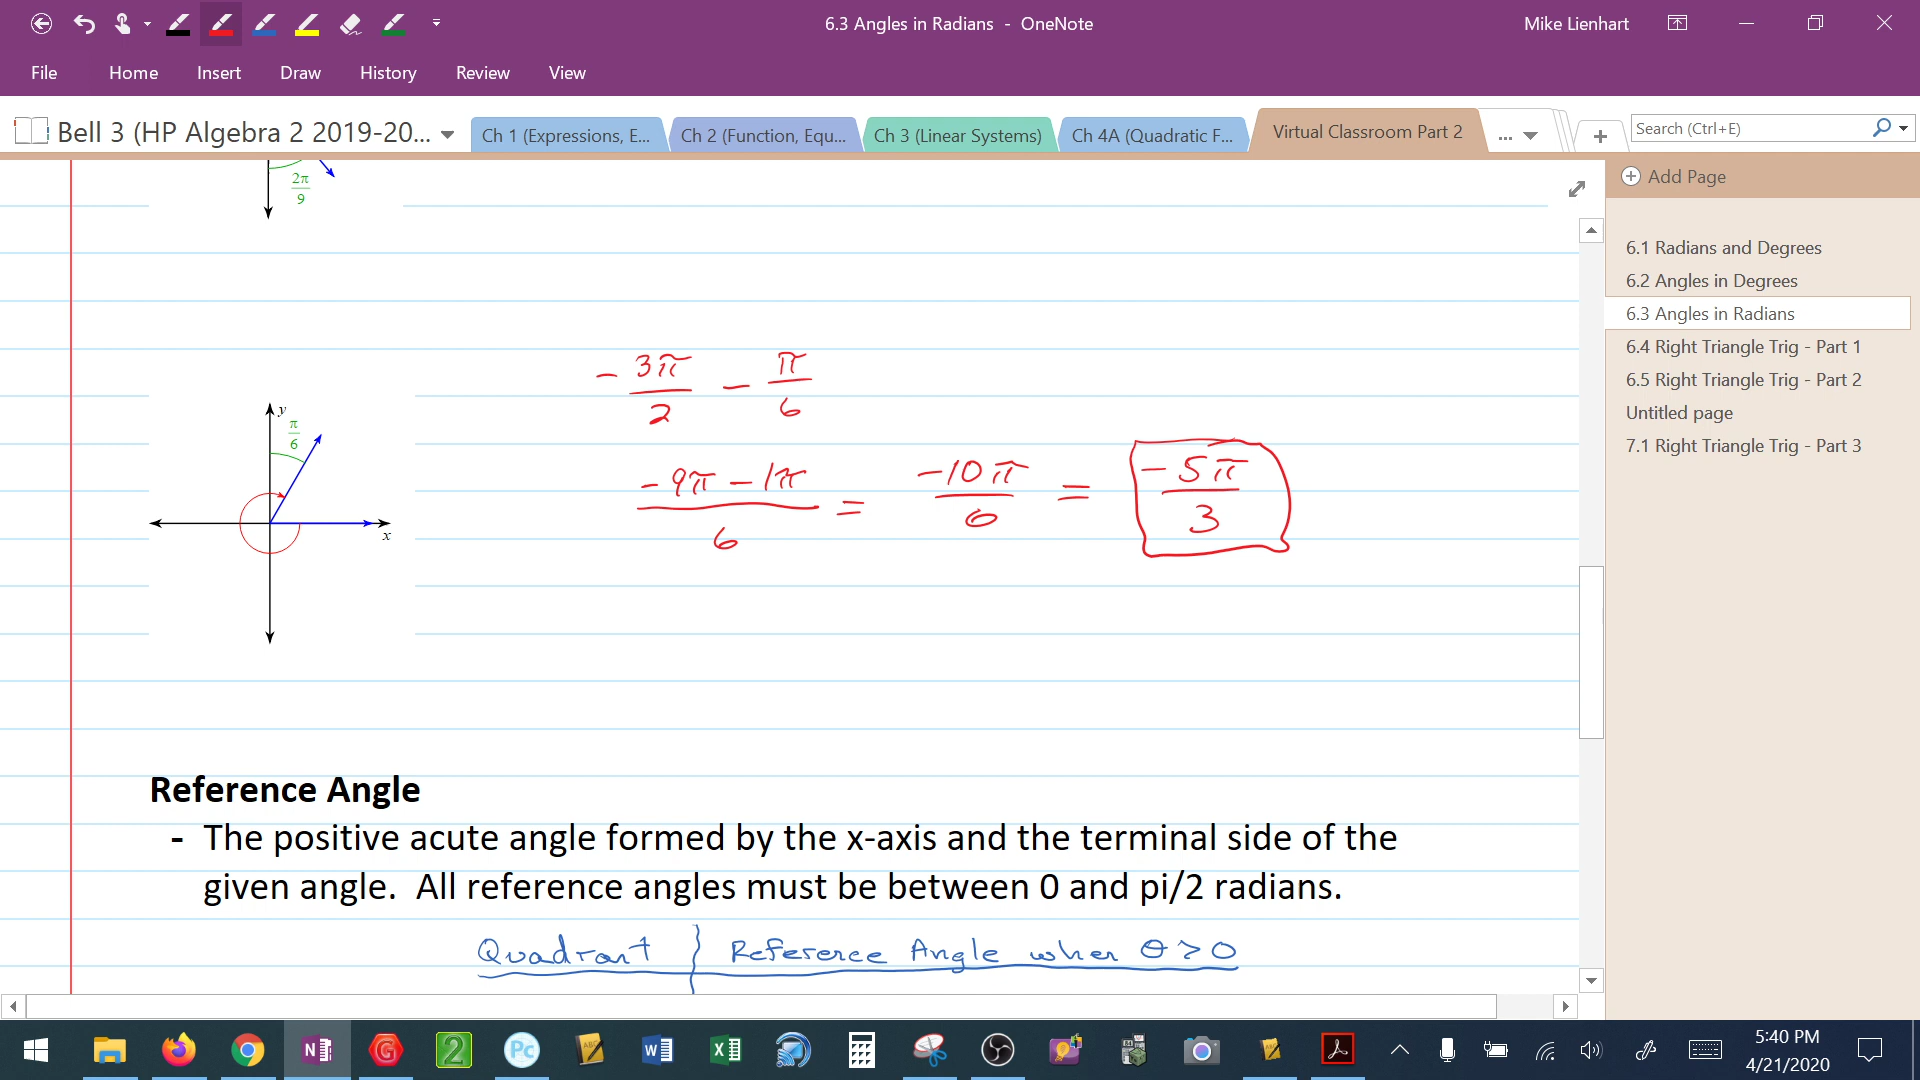 6.3 Angles in Radians - OneNote
Mike Lienhart
File Home Insert Draw History Review View
Bell 3 (HP Algebra 2 2019-20...
Ch 1 (Expressions, E...
Ch 2 (Function, Equ...
Ch 3 (Linear Systems)
Ch 4A (Quadratic F...
Virtual Classroom Part 2
...
+
Search (Ctrl+E)
Add Page
6.1 Radians and Degrees
6.2 Angles in Degrees
6.3 Angles in Radians
6.4 Right Triangle Trig - Part 1
6.5 Right Triangle Trig - Part 2
Untitled page
7.1 Right Triangle Trig - Part 3
2π
9
- 3π/2 - π/6
y
π
6
x
(-9π - 1π)/6 = -10π/6 = -5π/3
Reference Angle
- The positive acute angle formed by the x-axis and the terminal side of the
given angle. All reference angles must be between 0 and pi/2 radians.
Quadrant Reference Angle when θ > 0
5:40 PM
4/21/2020